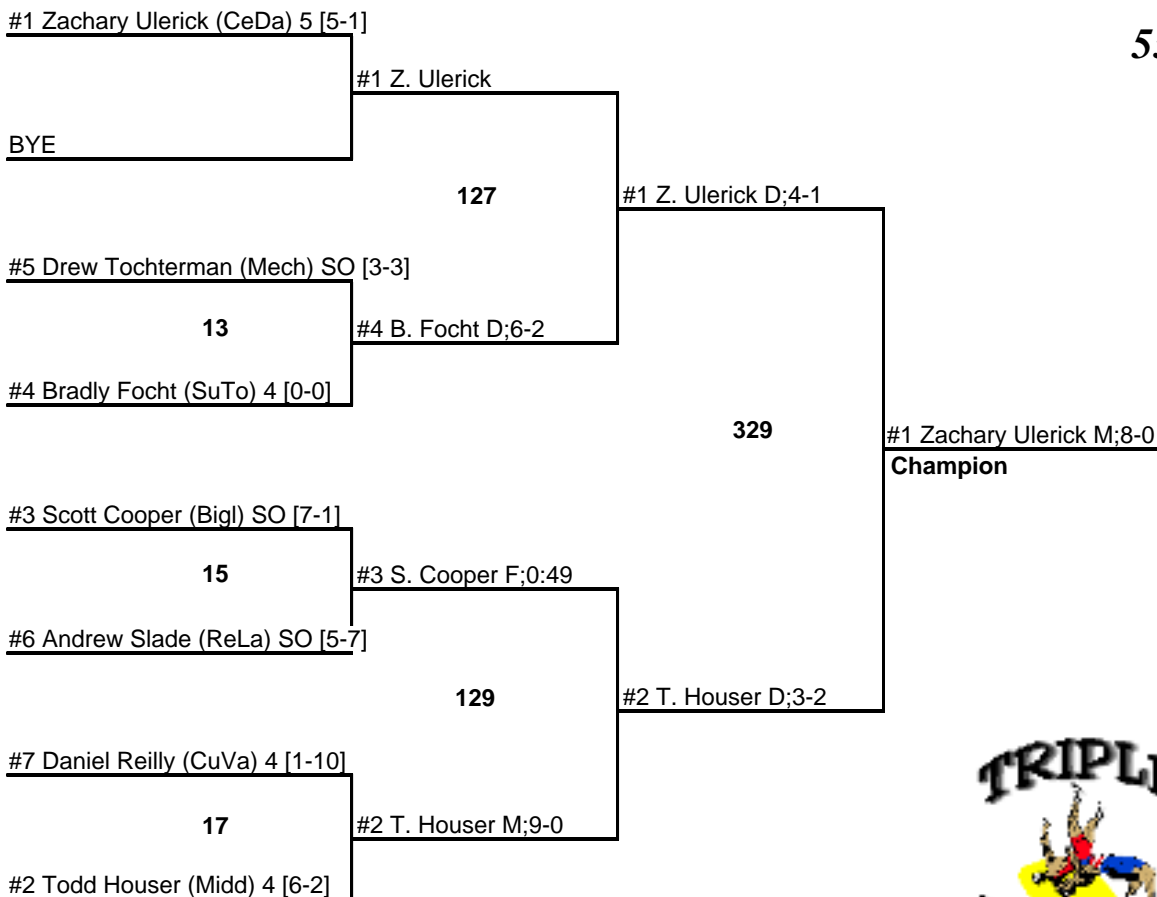 #1 Zachary Ulerick (CeDa) 5 [5-1]
#1 Z. Ulerick
BYE
127
#1 Z. Ulerick D;4-1
#5 Drew Tochterman (Mech) SO [3-3]
13
#4 B. Focht D;6-2
#4 Bradly Focht (SuTo) 4 [0-0]
329
#1 Zachary Ulerick M;8-0
Champion
#3 Scott Cooper (Bigl) SO [7-1]
15
#3 S. Cooper F;0:49
#6 Andrew Slade (ReLa) SO [5-7]
129
#2 T. Houser D;3-2
#7 Daniel Reilly (CuVa) 4 [1-10]
17
#2 T. Houser M;9-0
#2 Todd Houser (Midd) 4 [6-2]